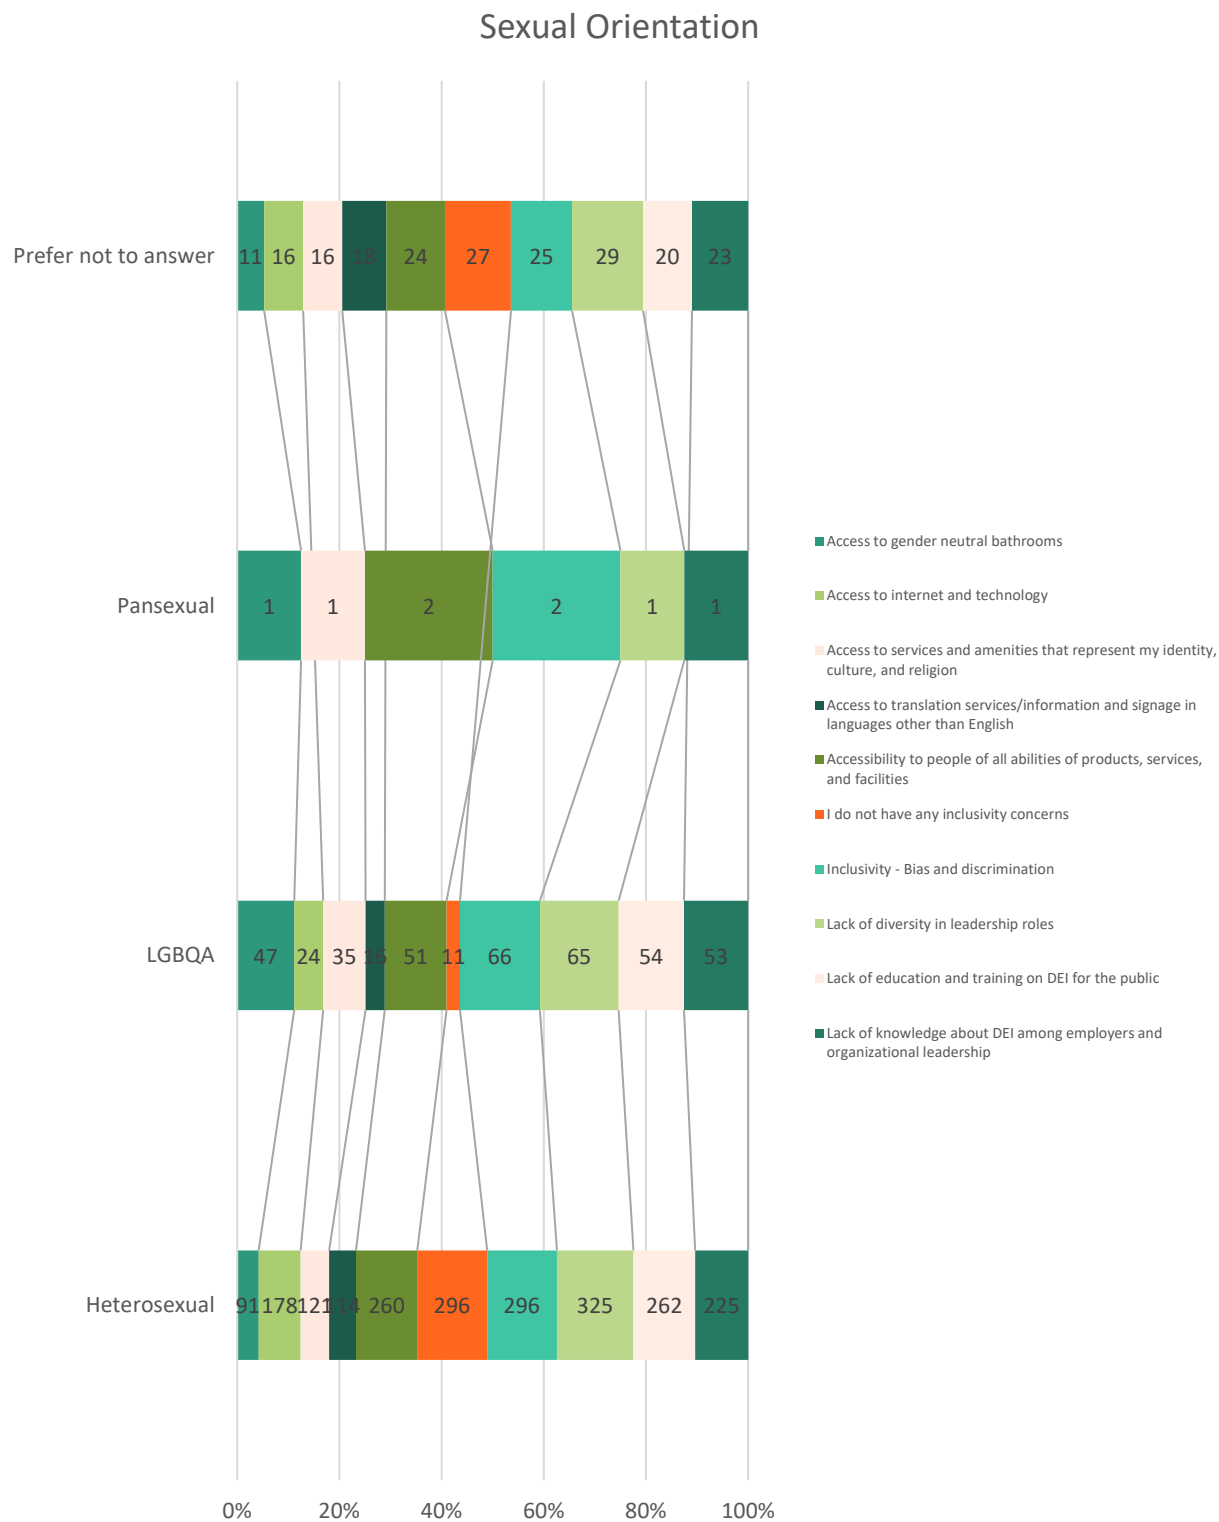 Sexual Orientation
Prefer not to answer
11 16 16 18 24 27 25 29 20 23
Pansexual
1 1 2 2 1 1
LGBQA
47 24 35 16 51 11 66 65 54 53
Heterosexual
91 178 121 114 260 296 296 325 262 225
0% 20% 40% 60% 80% 100%
Access to gender neutral bathrooms
Access to internet and technology
Access to services and amenities that represent my identity,
culture, and religion
Access to translation services/information and signage in
languages other than English
Accessibility to people of all abilities of products, services,
and facilities
I do not have any inclusivity concerns
Inclusivity - Bias and discrimination
Lack of diversity in leadership roles
Lack of education and training on DEI for the public
Lack of knowledge about DEI among employers and
organizational leadership